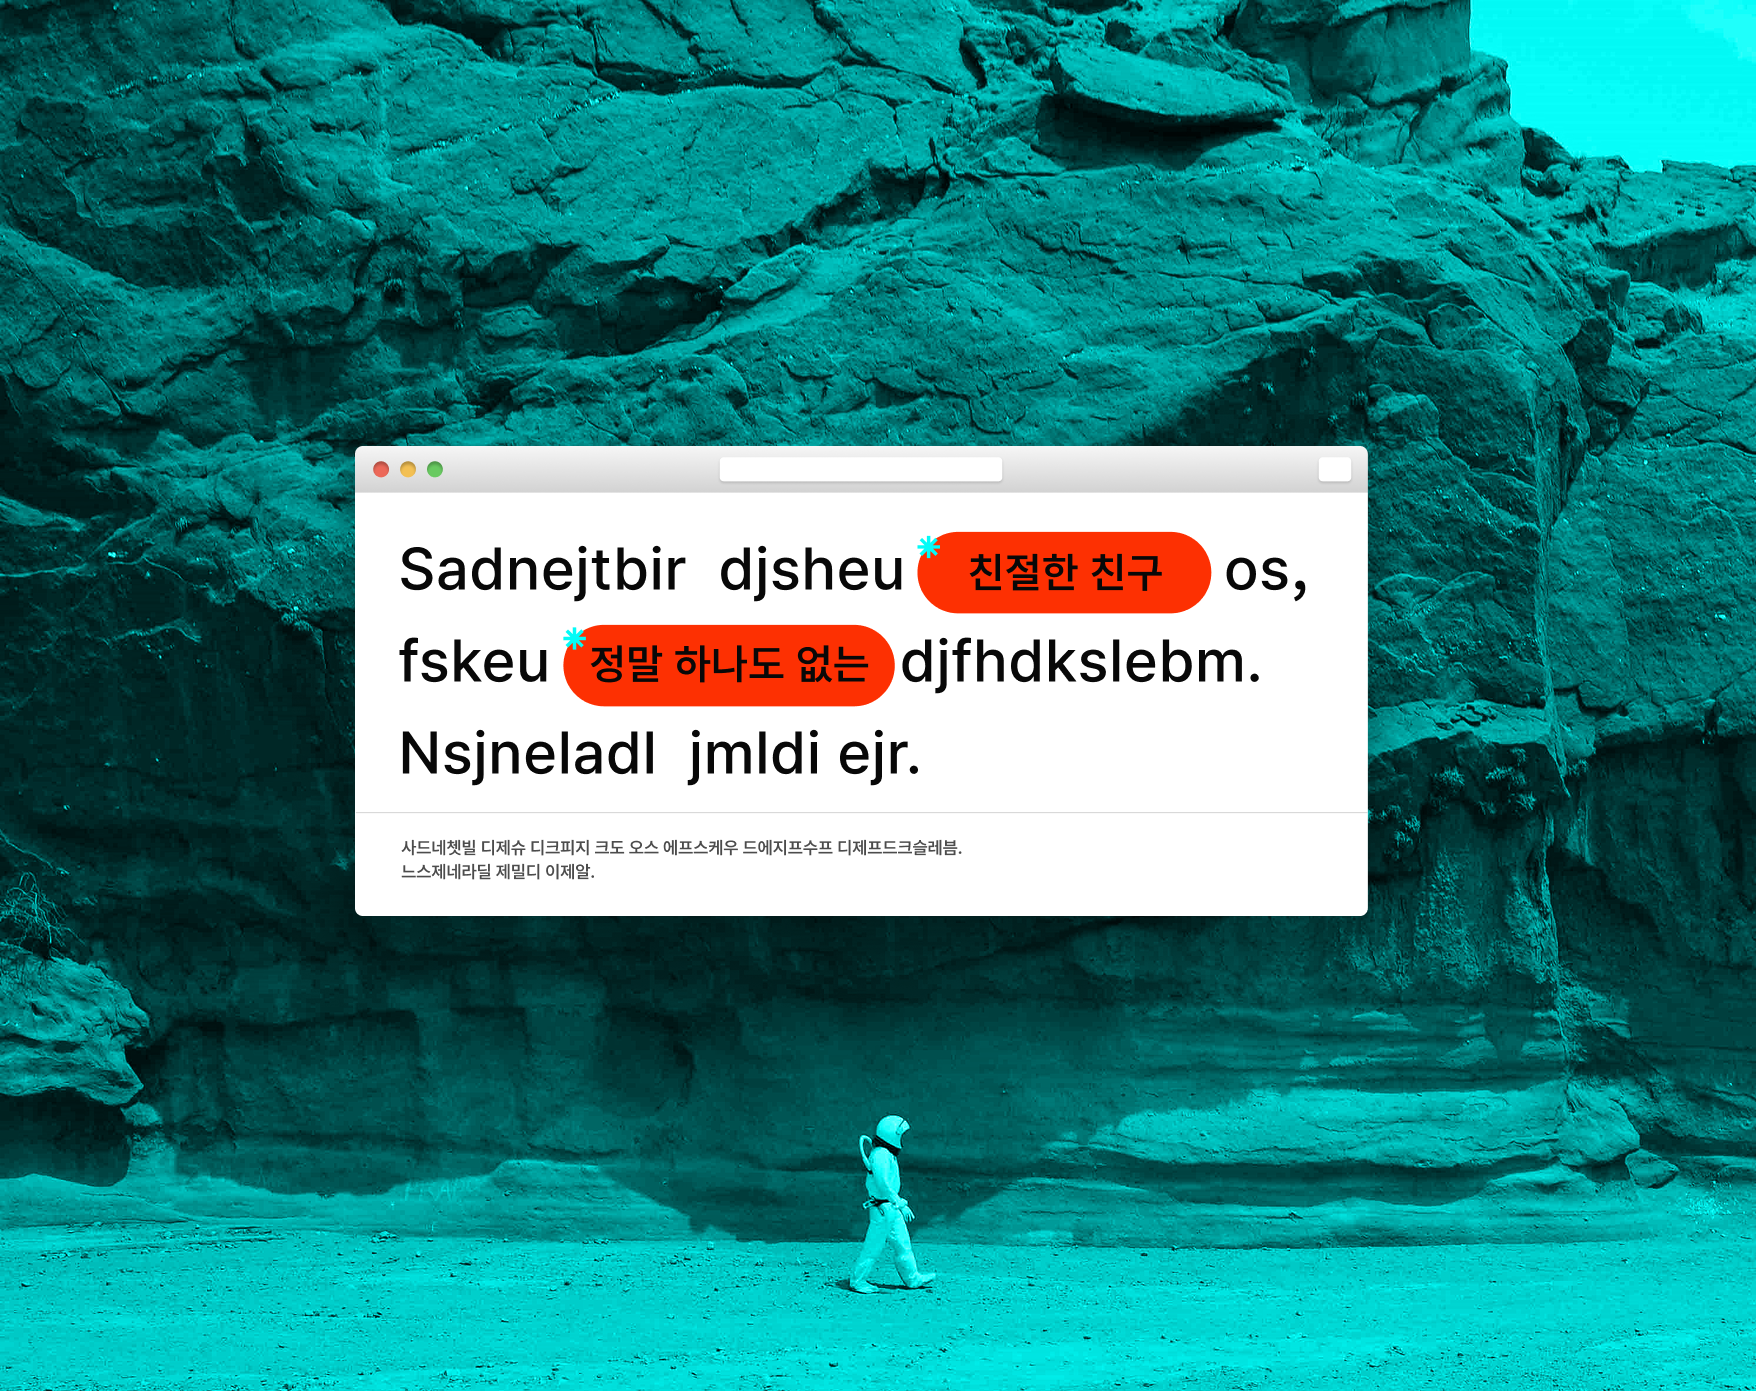 Sadnejtbir djsheu 친절한 친구 os,
fskeu 정말 하나도 없는 djfhdkslebm.
Nsjneladl jmldi ejr.
사드네쳇빌 디제슈 디크피지 크도 오스 에프스케우 드에지프수프 디제프드크슬레븜.
느스제네라딜 제밀디 이제알.